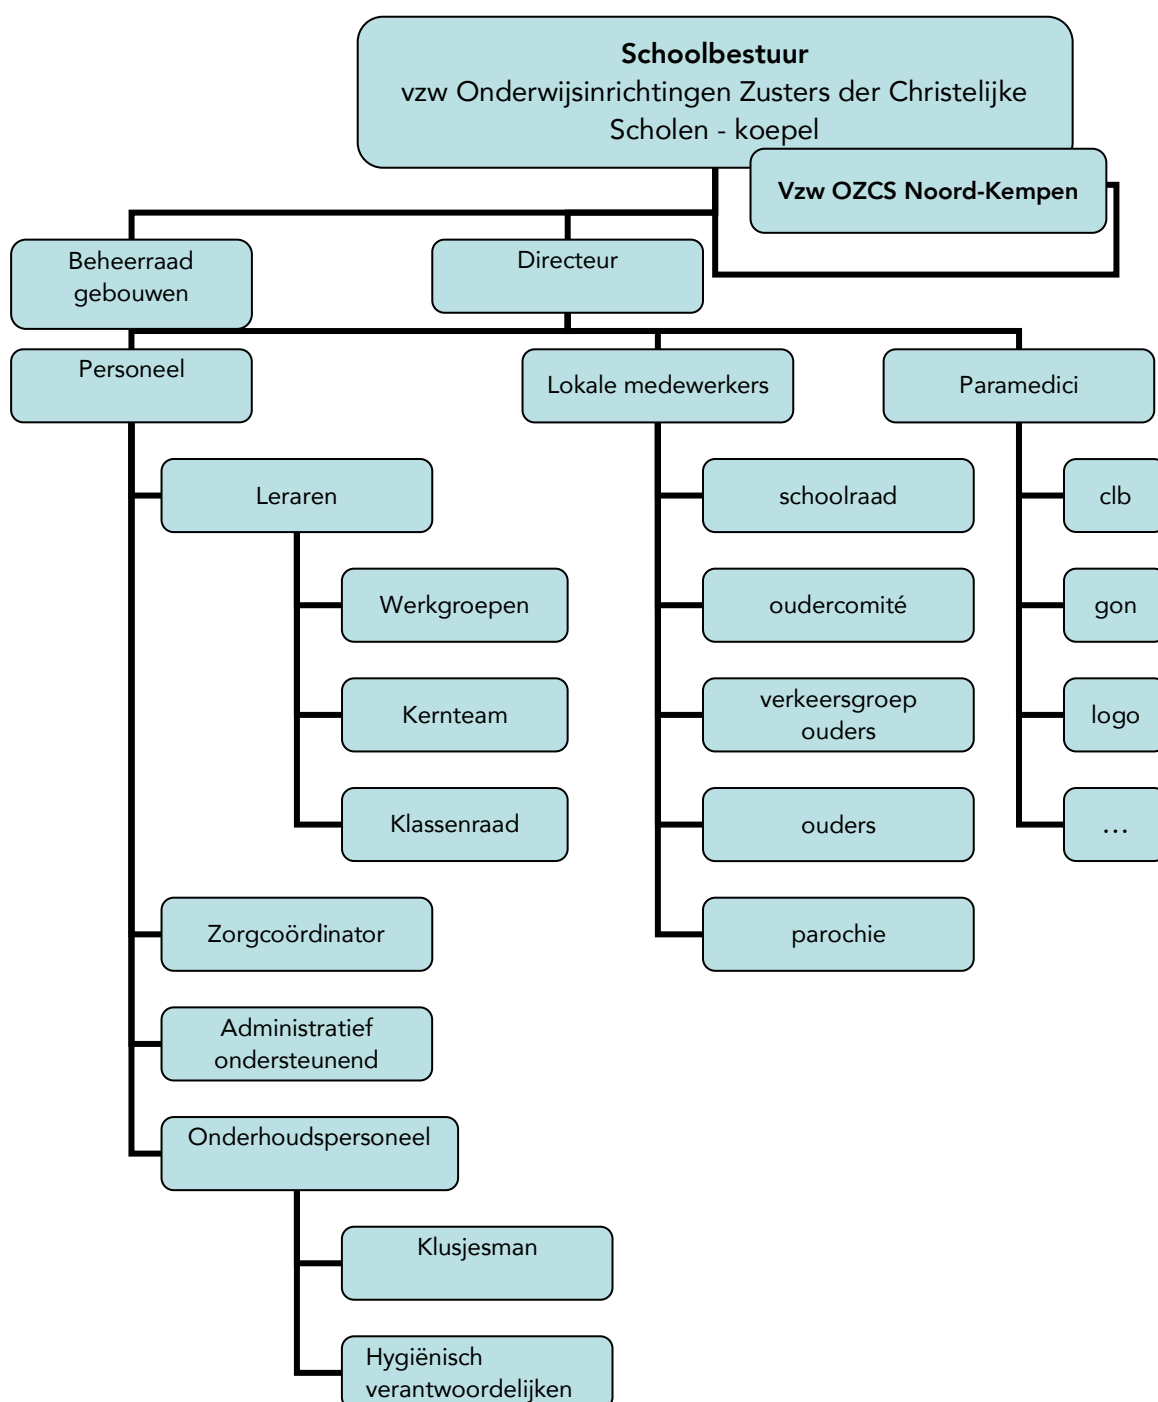 Schoolbestuur
vzw Onderwijsinrichtingen Zusters der Christelijke
Scholen - koepel
Vzw OZCS Noord-Kempen
Beheerraad
gebouwen
Directeur
Personeel
Lokale medewerkers
Paramedici
Leraren
schoolraad
clb
Werkgroepen
oudercomité
gon
Kernteam
verkeersgroep
ouders
logo
Klassenraad
ouders
...
Zorgcoördinator
parochie
Administratief
ondersteunend
Onderhoudspersoneel
Klusjesman
Hygiënisch
verantwoordelijken